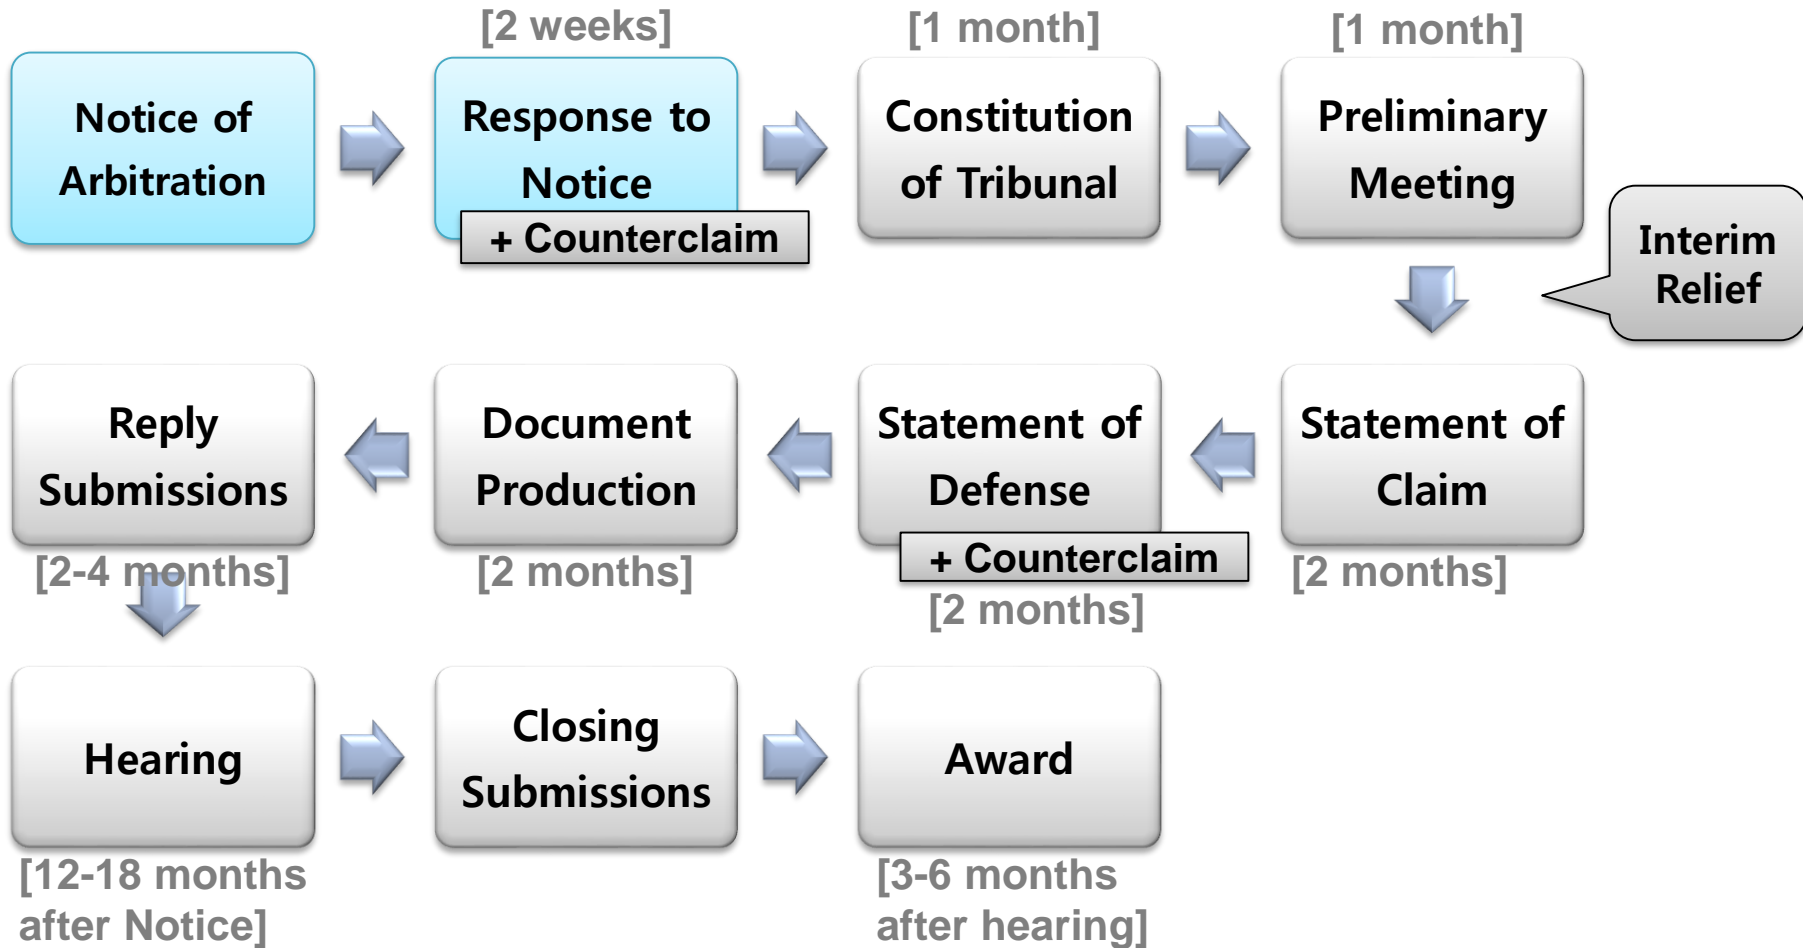 [2 weeks]
[1 month]
[1 month]
Notice of
Arbitration
Response to
Notice
+ Counterclaim
Constitution
of Tribunal
Preliminary
Meeting
Interim
Relief
Statement of
Claim
[2 months]
Statement of
Defense
+ Counterclaim
[2 months]
Document
Production
[2 months]
Reply
Submissions
[2-4 months]
Hearing
[12-18 months
after Notice]
Closing
Submissions
Award
[3-6 months
after hearing]